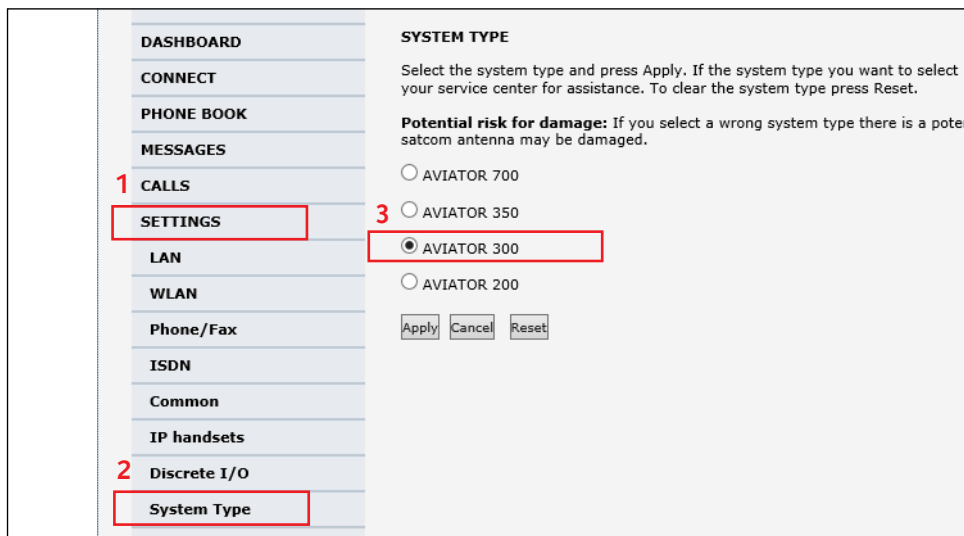 DASHBOARD
CONNECT
PHONE BOOK
MESSAGES
1 CALLS
SETTINGS
LAN
WLAN
Phone/Fax
ISDN
Common
IP handsets
2 Discrete I/O
System Type
SYSTEM TYPE
Select the system type and press Apply. If the system type you want to select
your service center for assistance. To clear the system type press Reset.
Potential risk for damage: If you select a wrong system type there is a
satcom antenna may be damaged.
AVIATOR 700
3 AVIATOR 350
AVIATOR 300
AVIATOR 200
Apply Cancel Reset